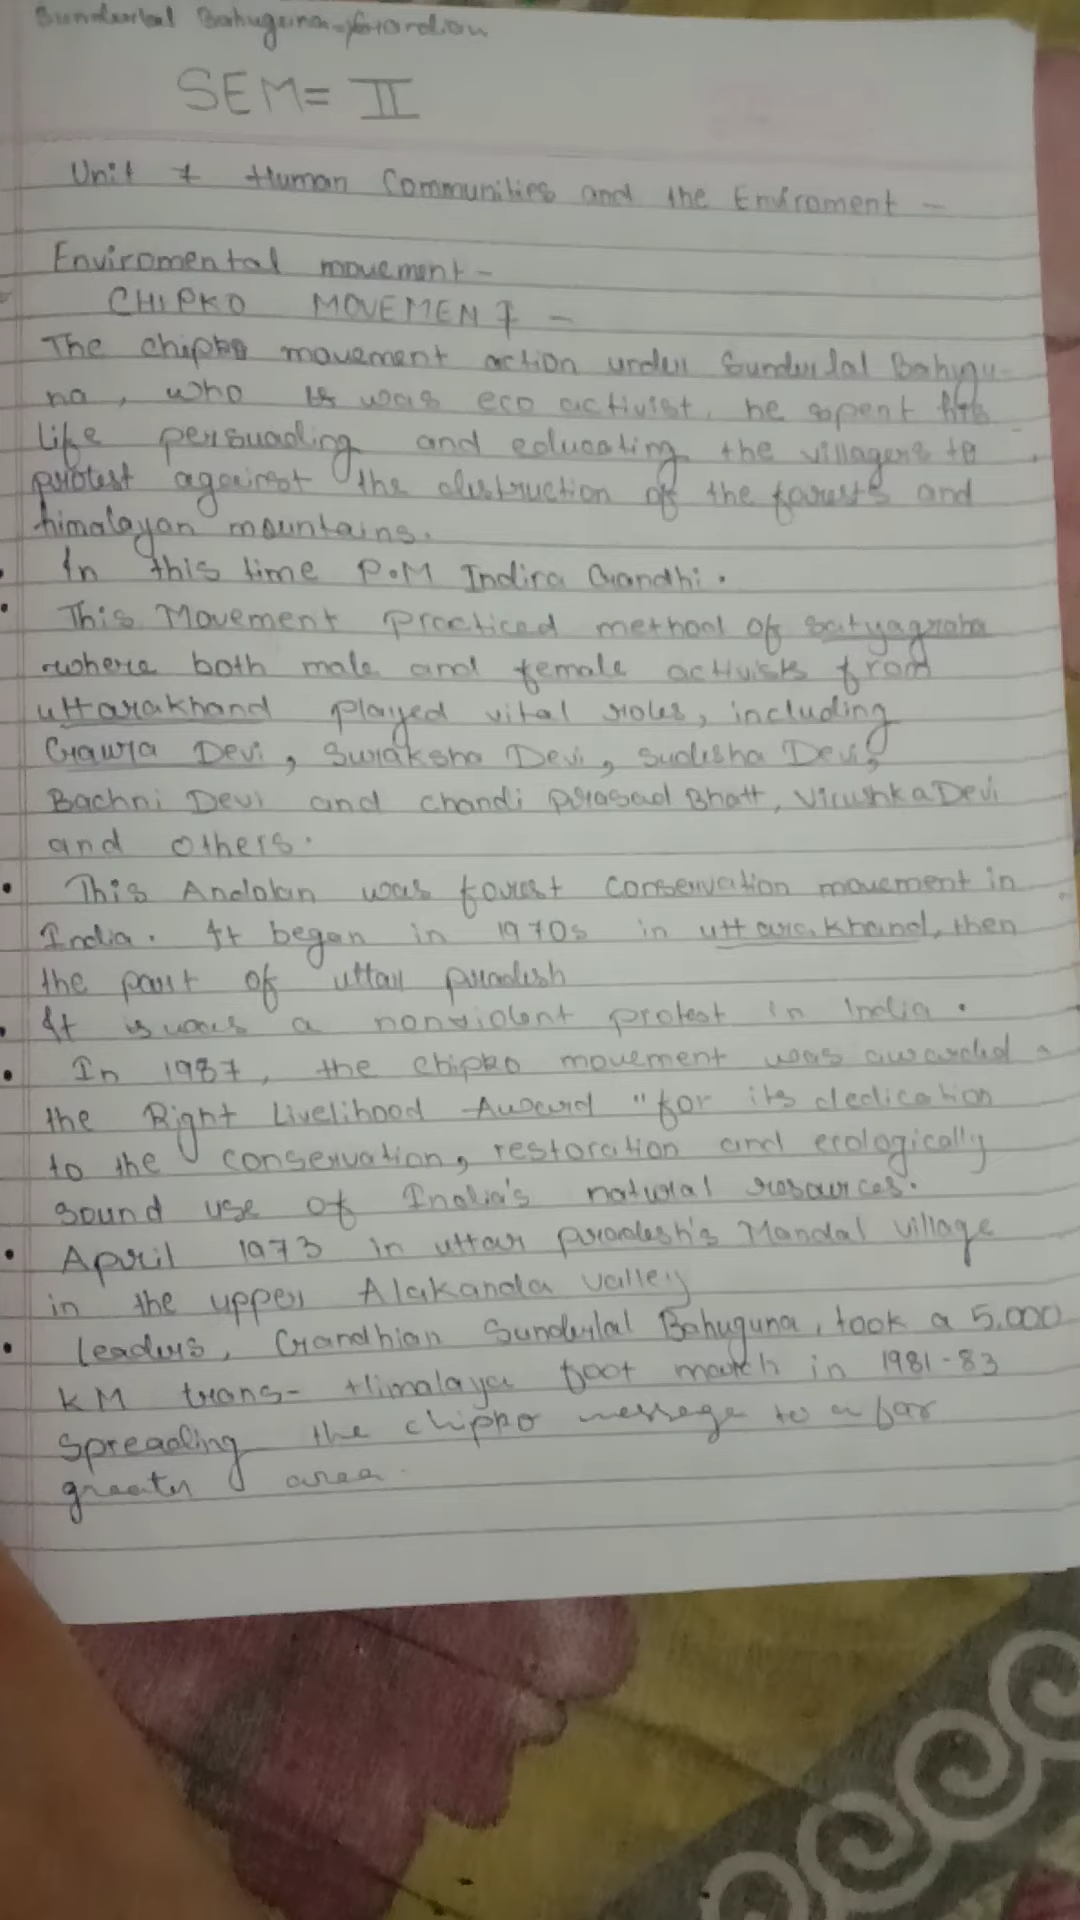 Sunderlal Bahuguna
SEM= II
Unit 7 Human Communities and the Enviroment -
Enviromental movement -
CHIPKO MOVEMENT -
The chipko movement action under Sunderlal Bahugu-
na, who was eco activist, he spent his
life persuading and educating the villagers to
protest against the destruction of the forests and
himalayan mountains.
In this time P.M Indira Gandhi.
This Movement practiced method of satyagraha
where both male and female activists from
uttarakhand played vital roles, including
Gaura Devi, Suraksha Devi, Sudesha Devi,
Bachni Devi and chandi prasad Bhatt, Virushka Devi
and others.
This Andolan was forest conservation movement in
India. It began in 1970s in uttarakhand, then
the part of uttar pradesh
It was a nonviolent protest in India.
In 1987, the chipko movement was awarded
the Right Livelihood Award "for its dedication
to the conservation, restoration and ecologically
sound use of India's natural resources.
April 1973 in uttar pradesh's Mandal village
in the upper Alakanda valley
leaders, Gandhian Sunderlal Bahuguna, took a 5,000
KM trans- Himalaya foot march in 1981-83
spreading the chipko message to a far
greater area.